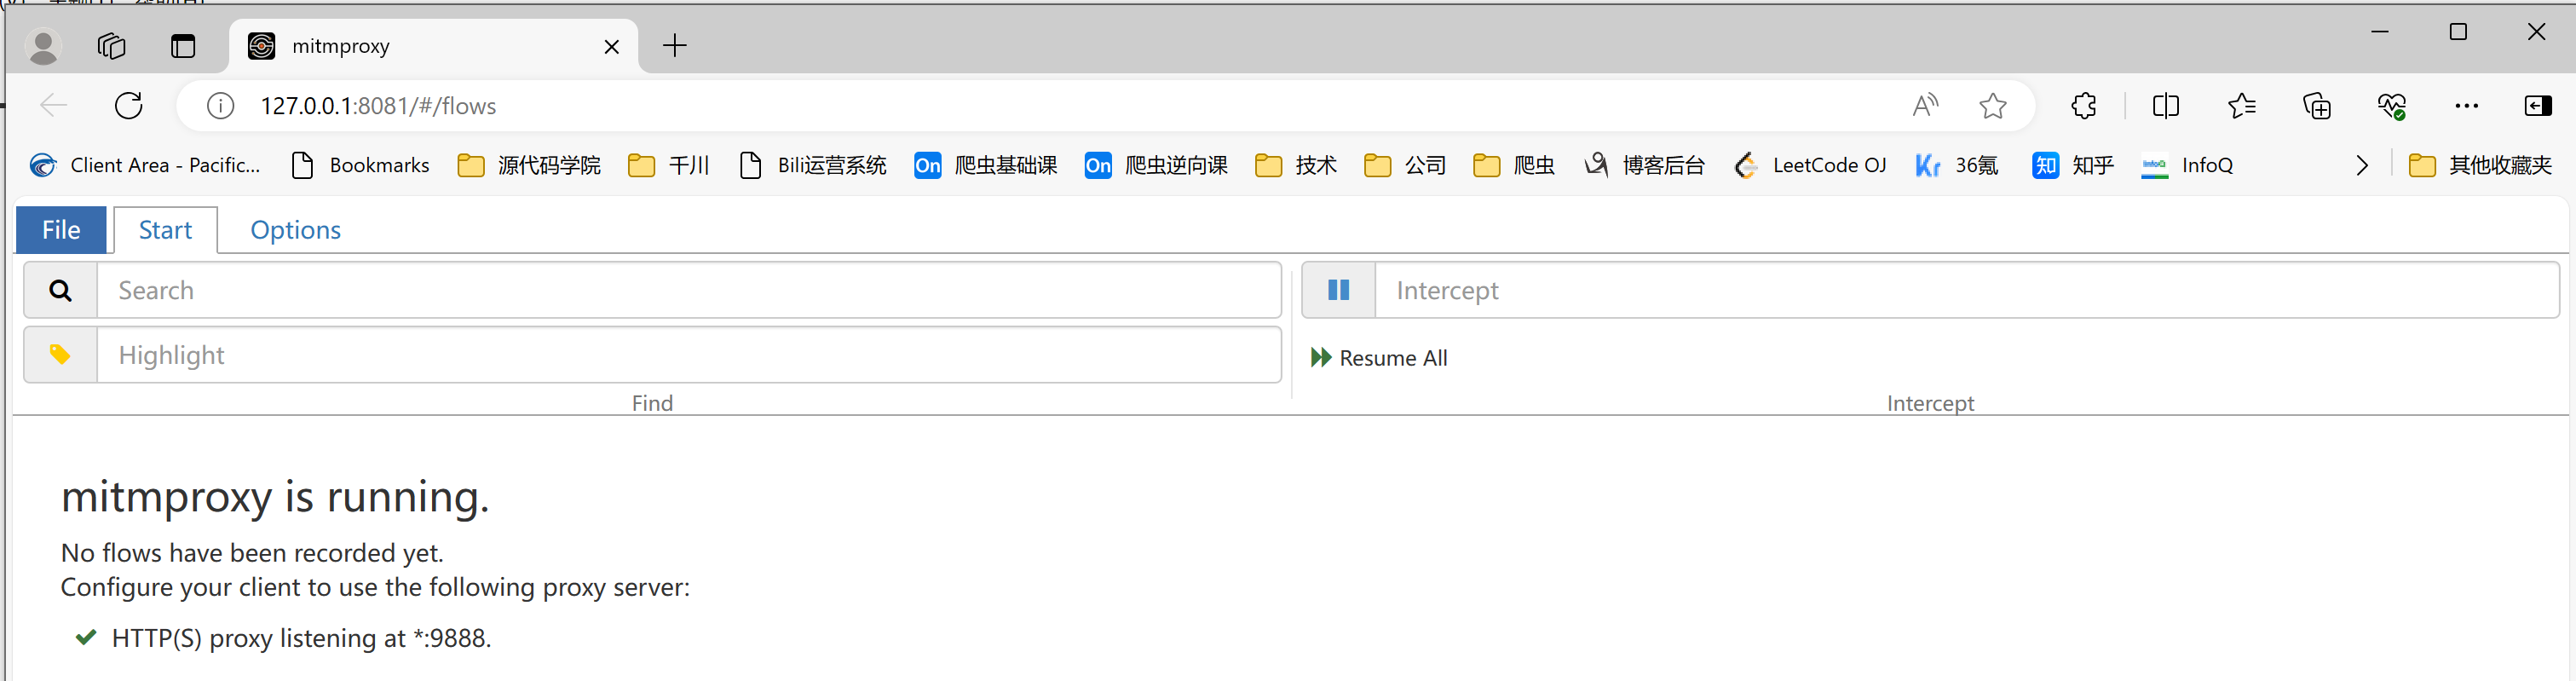 mitmproxy
127.0.0.1:8081/#/flows
Client Area - Pacific... Bookmarks 源代码学院 千川 Bili运营系统 On 爬虫基础课 On 爬虫逆向课 技术 公司 爬虫 博客后台 LeetCode OJ Kr 36氪 知 知乎 InfoQ InfoQ 其他收藏夹
File Start Options
Search Intercept
Highlight Resume All
Find Intercept
mitmproxy is running.
No flows have been recorded yet.
Configure your client to use the following proxy server:
HTTP(S) proxy listening at *:9888.